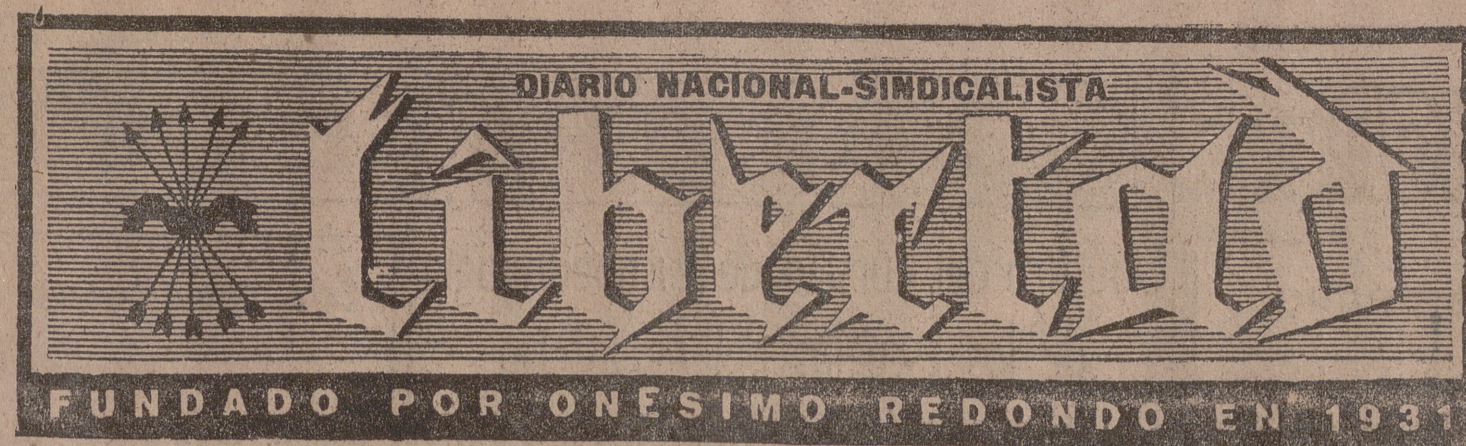 DIARIO NACIONAL-SINDICALISTA
Libertad
FUNDADO POR ONESIMO REDONDO EN 1931